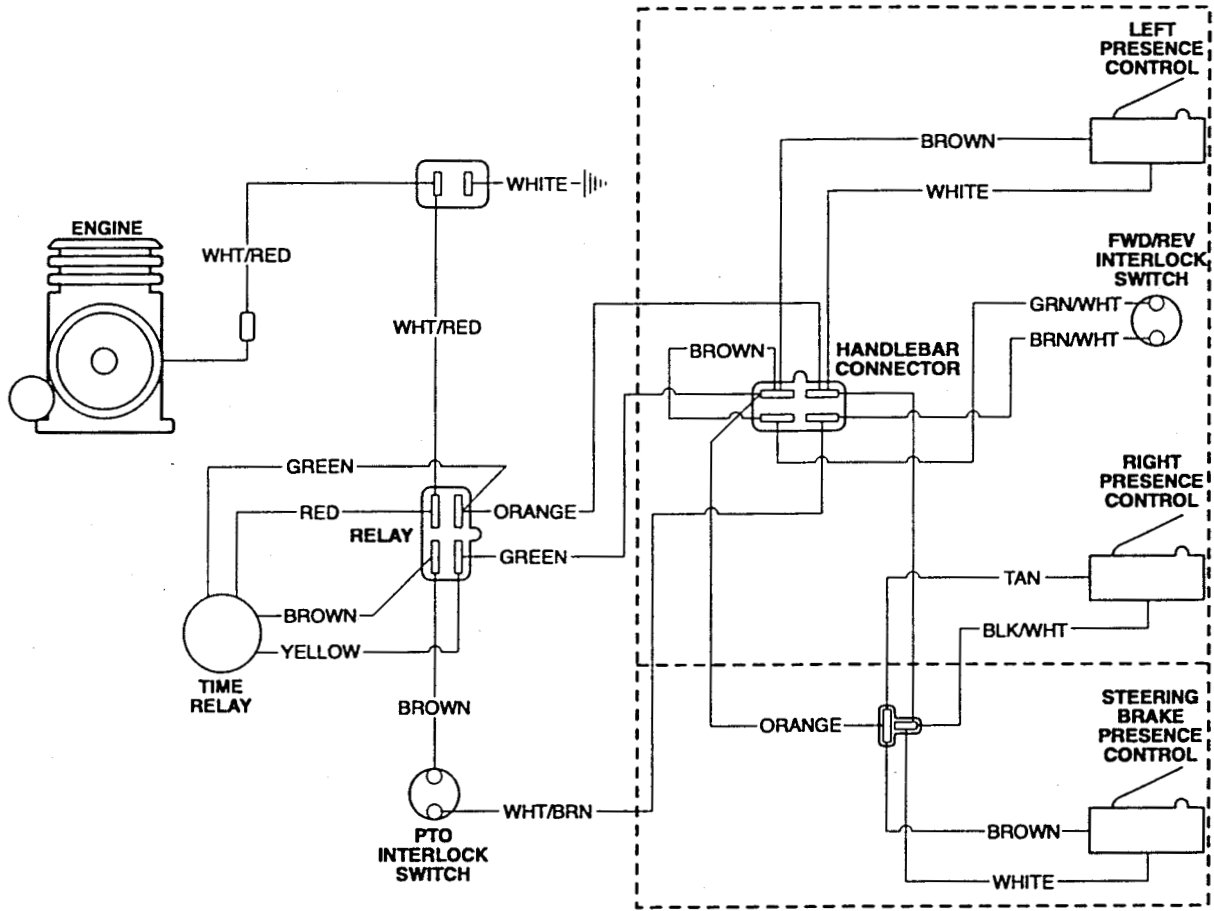 LEFT
PRESENCE
CONTROL
BROWN
WHITE
WHITE
ENGINE
WHT/RED
FWD/REV
INTERLOCK
SWITCH
GRN/WHT
BRN/WHT
WHT/RED
BROWN
HANDLEBAR
CONNECTOR
GREEN
RED
RELAY
ORANGE
GREEN
RIGHT
PRESENCE
CONTROL
TAN
BLK/WHT
BROWN
YELLOW
TIME
RELAY
BROWN
ORANGE
STEERING
BRAKE
PRESENCE
CONTROL
WHT/BRN
PTO
INTERLOCK
SWITCH
BROWN
WHITE